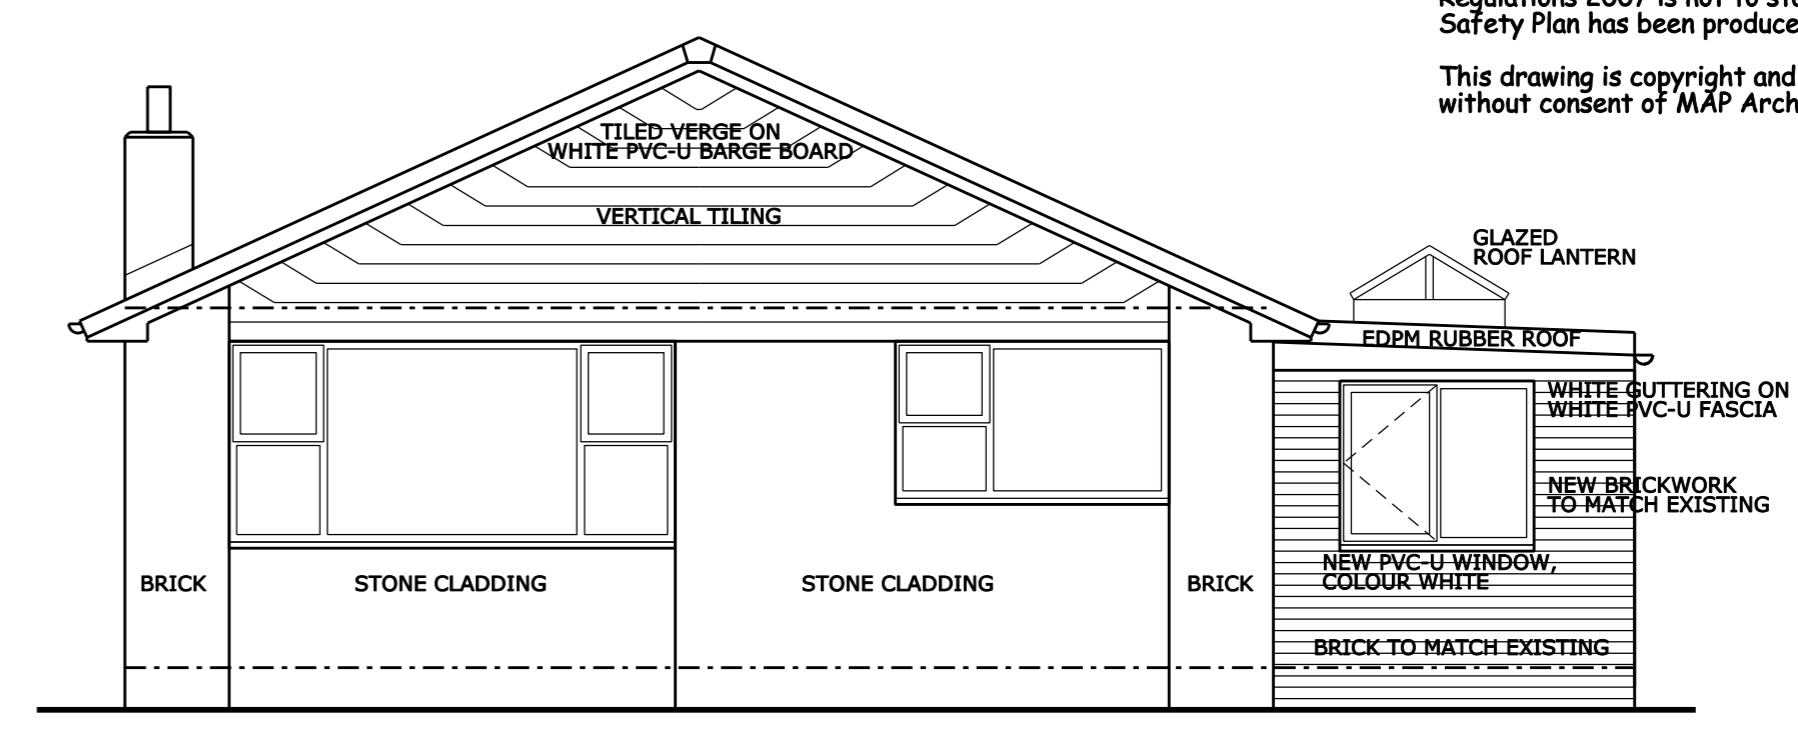 Safety Plan has been produce
This drawing is copyright and
without consent of MAP Arch
TILED VERGE ON
WHITE PVC-U BARGE BOARD
VERTICAL TILING
GLAZED
ROOF LANTERN
EDPM RUBBER ROOF
WHITE GUTTERING ON
WHITE PVC-U FASCIA
NEW BRICKWORK
TO MATCH EXISTING
NEW PVC-U WINDOW,
COLOUR WHITE
BRICK
STONE CLADDING
STONE CLADDING
BRICK
BRICK TO MATCH EXISTING